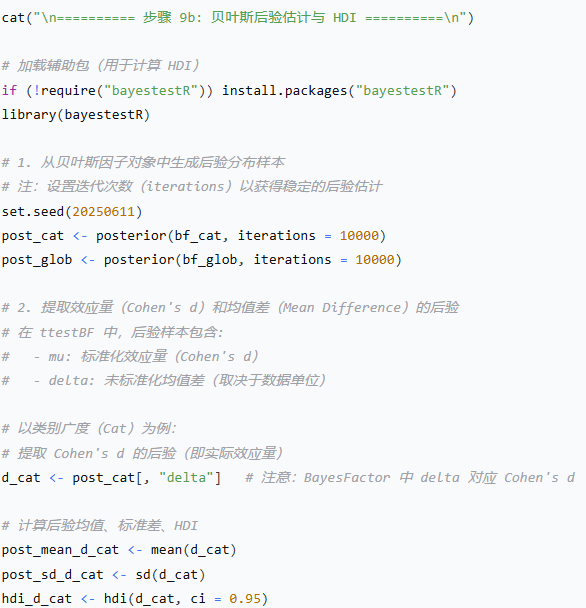 cat("\n========== 步骤 9b: 贝叶斯后验估计与 HDI ==========\n")
# 加载辅助包（用于计算 HDI）
if (!require("bayestestR")) install.packages("bayestestR")
library(bayestestR)
# 1. 从贝叶斯因子对象中生成后验分布样本
# 注：设置迭代次数（iterations）以获得稳定的后验估计
set.seed(20250611)
post_cat <- posterior(bf_cat, iterations = 10000)
post_glob <- posterior(bf_glob, iterations = 10000)
# 2. 提取效应量（Cohen's d）和均值差（Mean Difference）的后验
# 在 ttestBF 中，后验样本包含:
#   - mu: 标准化效应量（Cohen's d）
#   - delta: 未标准化均值差（取决于数据单位）
# 以类别广度（Cat）为例:
# 提取 Cohen's d 的后验（即实际效应量）
d_cat <- post_cat[, "delta"]   # 注意: BayesFactor 中 delta 对应 Cohen's d
# 计算后验均值、标准差、HDI
post_mean_d_cat <- mean(d_cat)
post_sd_d_cat <- sd(d_cat)
hdi_d_cat <- hdi(d_cat, ci = 0.95)